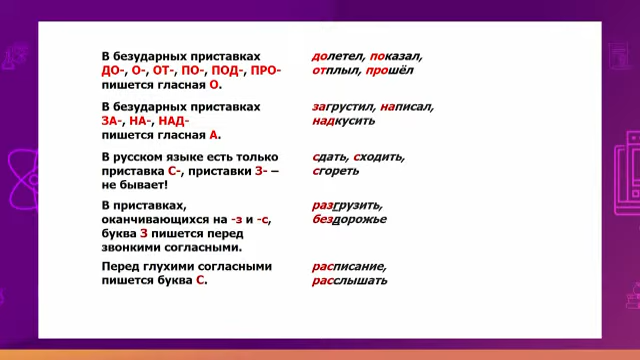 В безударных приставках
ДО-, О-, ОТ-, ПО-, ПОД-, ПРО-
пишется гласная О.
долетел, показал,
отплыл, прошёл
В безударных приставках
ЗА-, НА-, НАД-
пишется гласная А.
загрустил, написал,
надкусить
В русском языке есть только
приставка С-, приставки З- –
не бывает!
сдать, сходить,
сгореть
В приставках,
оканчивающихся на -з и -с,
буква З пишется перед
звонкими согласными.
разгрузить,
бездорожье
Перед глухими согласными
пишется буква С.
расписание,
расслышать